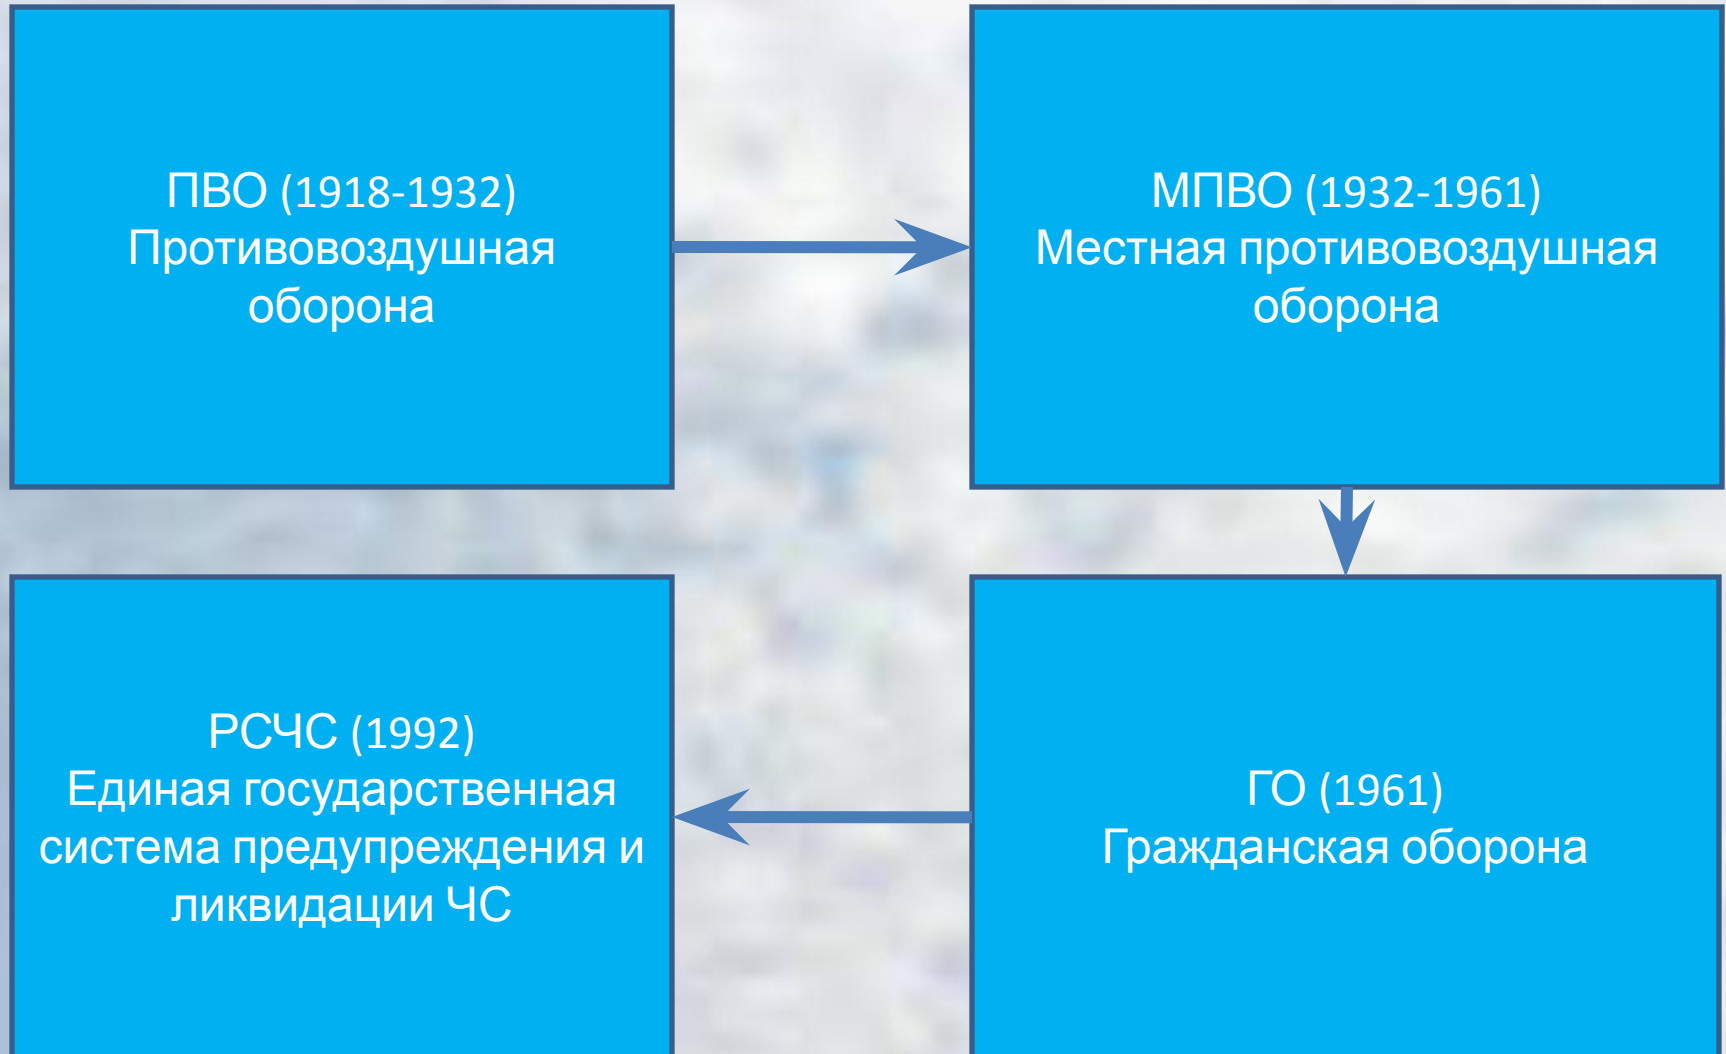 ПВО (1918-1932)
Противовоздушная
оборона
МПВО (1932-1961)
Местная противовоздушная
оборона
РСЧС (1992)
Единая государственная
система предупреждения и
ликвидации ЧС
ГО (1961)
Гражданская оборона